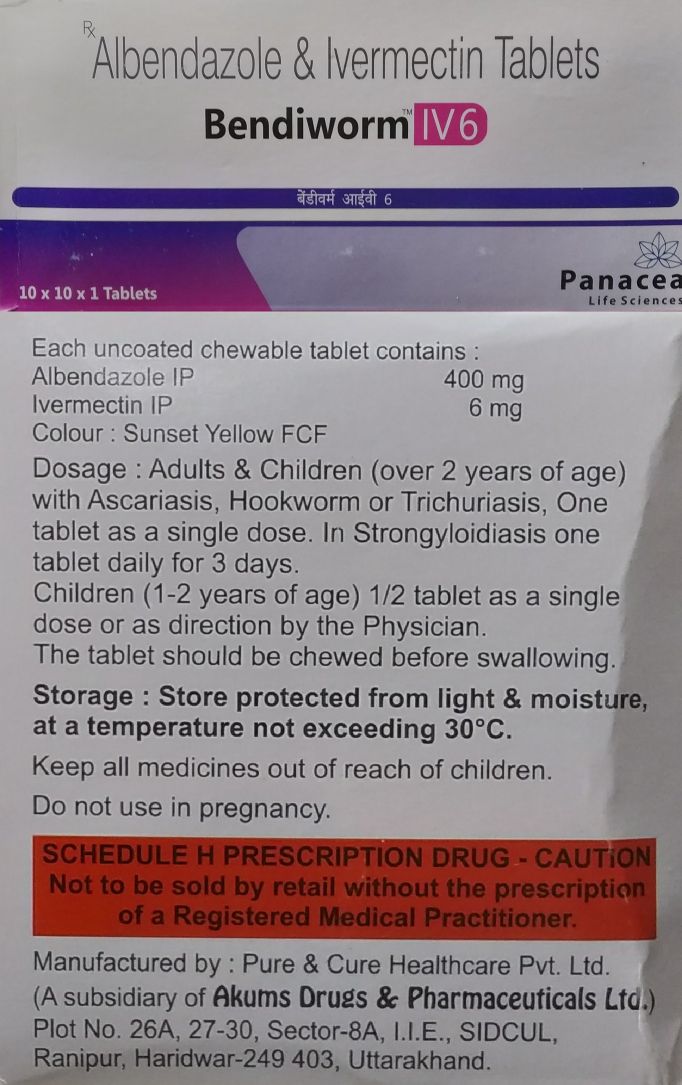 Rx Albendazole & Ivermectin Tablets
Bendiworm™ IV6
बेंडीवर्म आईवी 6
10 x 10 x 1 Tablets
Panacea
Life Sciences
Each uncoated chewable tablet contains :
Albendazole IP 400 mg
Ivermectin IP 6 mg
Colour : Sunset Yellow FCF
Dosage : Adults & Children (over 2 years of age)
with Ascariasis, Hookworm or Trichuriasis, One
tablet as a single dose. In Strongyloidiasis one
tablet daily for 3 days.
Children (1-2 years of age) 1/2 tablet as a single
dose or as direction by the Physician.
The tablet should be chewed before swallowing.
Storage : Store protected from light & moisture,
at a temperature not exceeding 30°C.
Keep all medicines out of reach of children.
Do not use in pregnancy.
SCHEDULE H PRESCRIPTION DRUG - CAUTION
Not to be sold by retail without the prescription
of a Registered Medical Practitioner.
Manufactured by : Pure & Cure Healthcare Pvt. Ltd.
(A subsidiary of Akums Drugs & Pharmaceuticals Ltd.)
Plot No. 26A, 27-30, Sector-8A, I.I.E., SIDCUL,
Ranipur, Haridwar-249 403, Uttarakhand.